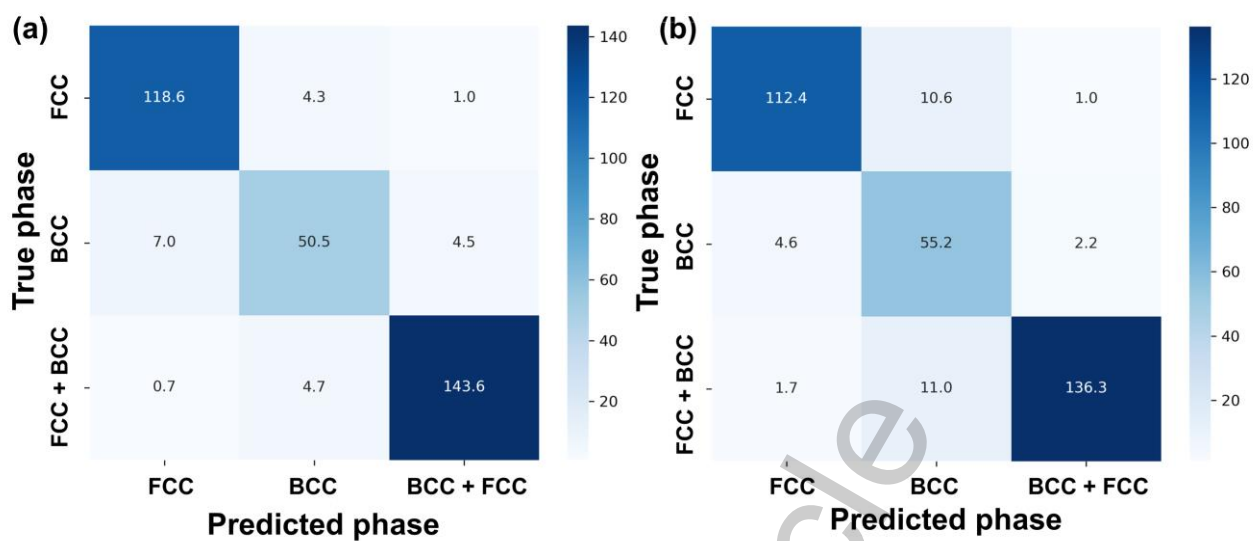 (a)
True phase
FCC
BCC
FCC + BCC
118.6 4.3 1.0
7.0 50.5 4.5
0.7 4.7 143.6
FCC BCC BCC + FCC
Predicted phase
140
120
100
80
60
40
20
(b)
True phase
FCC
BCC
FCC + BCC
112.4 10.6 1.0
4.6 55.2 2.2
1.7 11.0 136.3
FCC BCC BCC + FCC
Predicted phase
120
100
80
60
40
20
cle